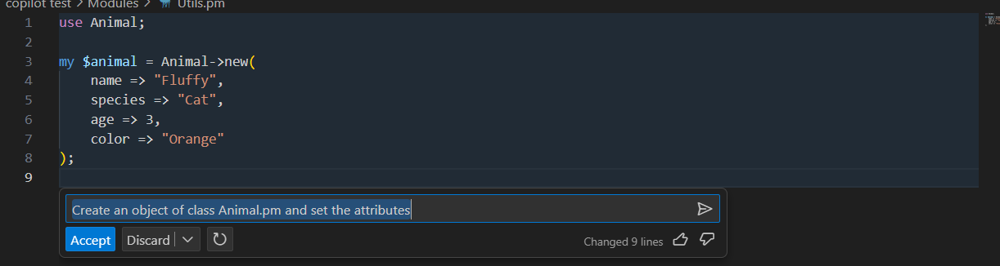 copilot test > Modules > Utils.pm
1 use Animal;
2
3 my $animal = Animal->new(
4     name => "Fluffy",
5     species => "Cat",
6     age => 3,
7     color => "Orange"
8 );
9
Create an object of class Animal.pm and set the attributes
Accept Discard Changed 9 lines